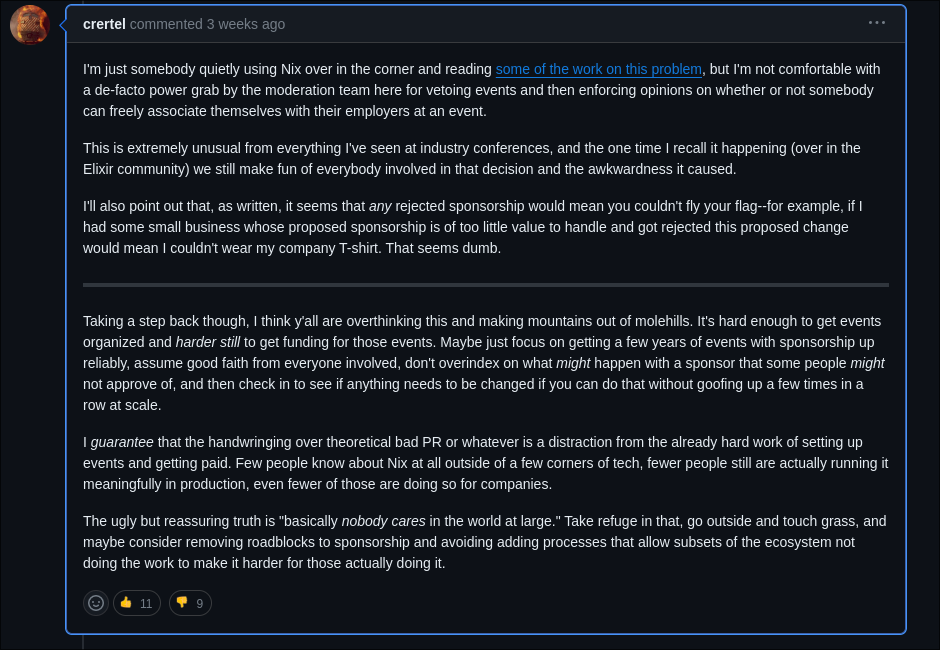 crertel commented 3 weeks ago
I'm just somebody quietly using Nix over in the corner and reading some of the work on this problem, but I'm not comfortable with
a de-facto power grab by the moderation team here for vetoing events and then enforcing opinions on whether or not somebody
can freely associate themselves with their employers at an event.
This is extremely unusual from everything I've seen at industry conferences, and the one time I recall it happening (over in the
Elixir community) we still make fun of everybody involved in that decision and the awkwardness it caused.
I'll also point out that, as written, it seems that any rejected sponsorship would mean you couldn't fly your flag--for example, if I
had some small business whose proposed sponsorship is of too little value to handle and got rejected this proposed change
would mean I couldn't wear my company T-shirt. That seems dumb.
Taking a step back though, I think y'all are overthinking this and making mountains out of molehills. It's hard enough to get events
organized and harder still to get funding for those events. Maybe just focus on getting a few years of events with sponsorship up
reliably, assume good faith from everyone involved, don't overindex on what might happen with a sponsor that some people might
not approve of, and then check in to see if anything needs to be changed if you can do that without goofing up a few times in a
row at scale.
I guarantee that the handwringing over theoretical bad PR or whatever is a distraction from the already hard work of setting up
events and getting paid. Few people know about Nix at all outside of a few corners of tech, fewer people still are actually running it
meaningfully in production, even fewer of those are doing so for companies.
The ugly but reassuring truth is "basically nobody cares in the world at large." Take refuge in that, go outside and touch grass, and
maybe consider removing roadblocks to sponsorship and avoiding adding processes that allow subsets of the ecosystem not
doing the work to make it harder for those actually doing it.
11 9